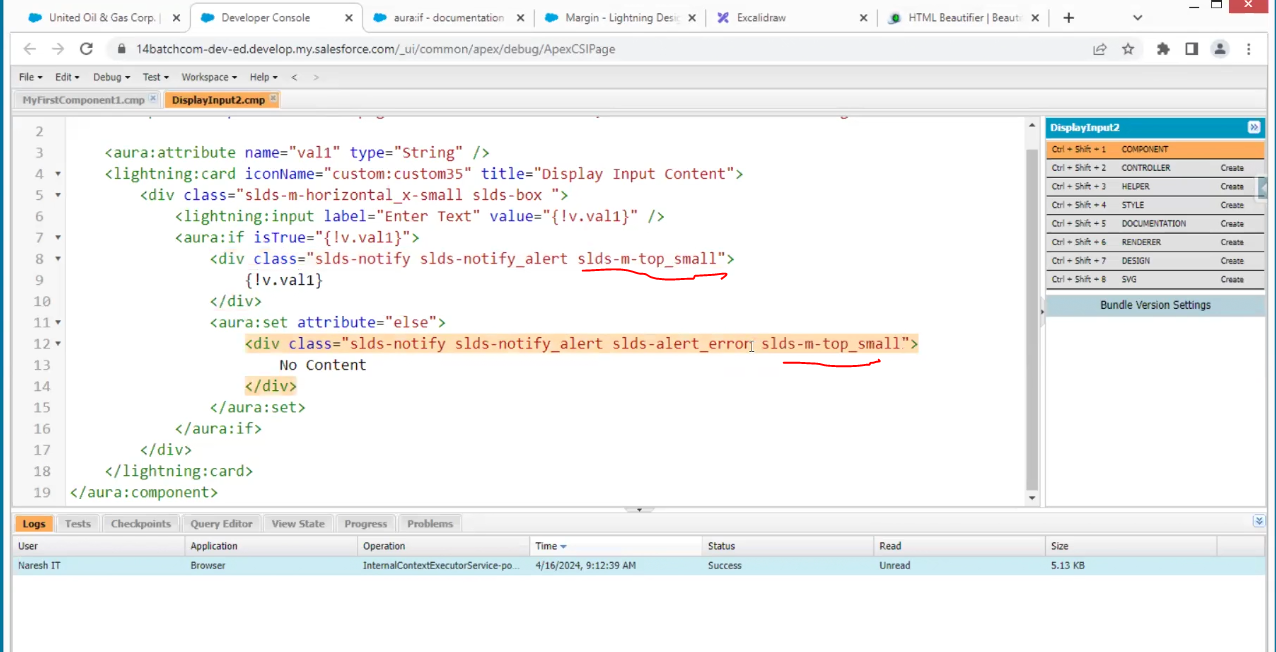 United Oil & Gas Corp. |
Developer Console
aura:if - documentation
Margin - Lightning Desi
Excalidraw
HTML Beautifier | Beaut
14batchcom-dev-ed.develop.my.salesforce.com/_ui/common/apex/debug/ApexCSIPage
File Edit Debug Test Workspace Help < >
MyFirstComponent1.cmp
DisplayInput2.cmp
2
3 <aura:attribute name="val1" type="String" />
4 <lightning:card iconName="custom:custom35" title="Display Input Content">
5 <div class="slds-m-horizontal_x-small slds-box ">
6 <lightning:input label="Enter Text" value="{!v.val1}" />
7 <aura:if isTrue="{!v.val1}">
8 <div class="slds-notify slds-notify_alert slds-m-top_small">
9 {!v.val1}
10 </div>
11 <aura:set attribute="else">
12 <div class="slds-notify slds-notify_alert slds-alert_error slds-m-top_small">
13 No Content
14 </div>
15 </aura:set>
16 </aura:if>
17 </div>
18 </lightning:card>
19 </aura:component>
DisplayInput2
Ctrl + Shift + 1 COMPONENT
Ctrl + Shift + 2 CONTROLLER Create
Ctrl + Shift + 3 HELPER Create
Ctrl + Shift + 4 STYLE Create
Ctrl + Shift + 5 DOCUMENTATION Create
Ctrl + Shift + 6 RENDERER Create
Ctrl + Shift + 7 DESIGN Create
Ctrl + Shift + 8 SVG Create
Bundle Version Settings
Logs Tests Checkpoints Query Editor View State Progress Problems
User Application Operation Time Status Read Size
Naresh IT Browser InternalContextExecutorService-po... 4/16/2024, 9:12:39 AM Success Unread 5.13 KB